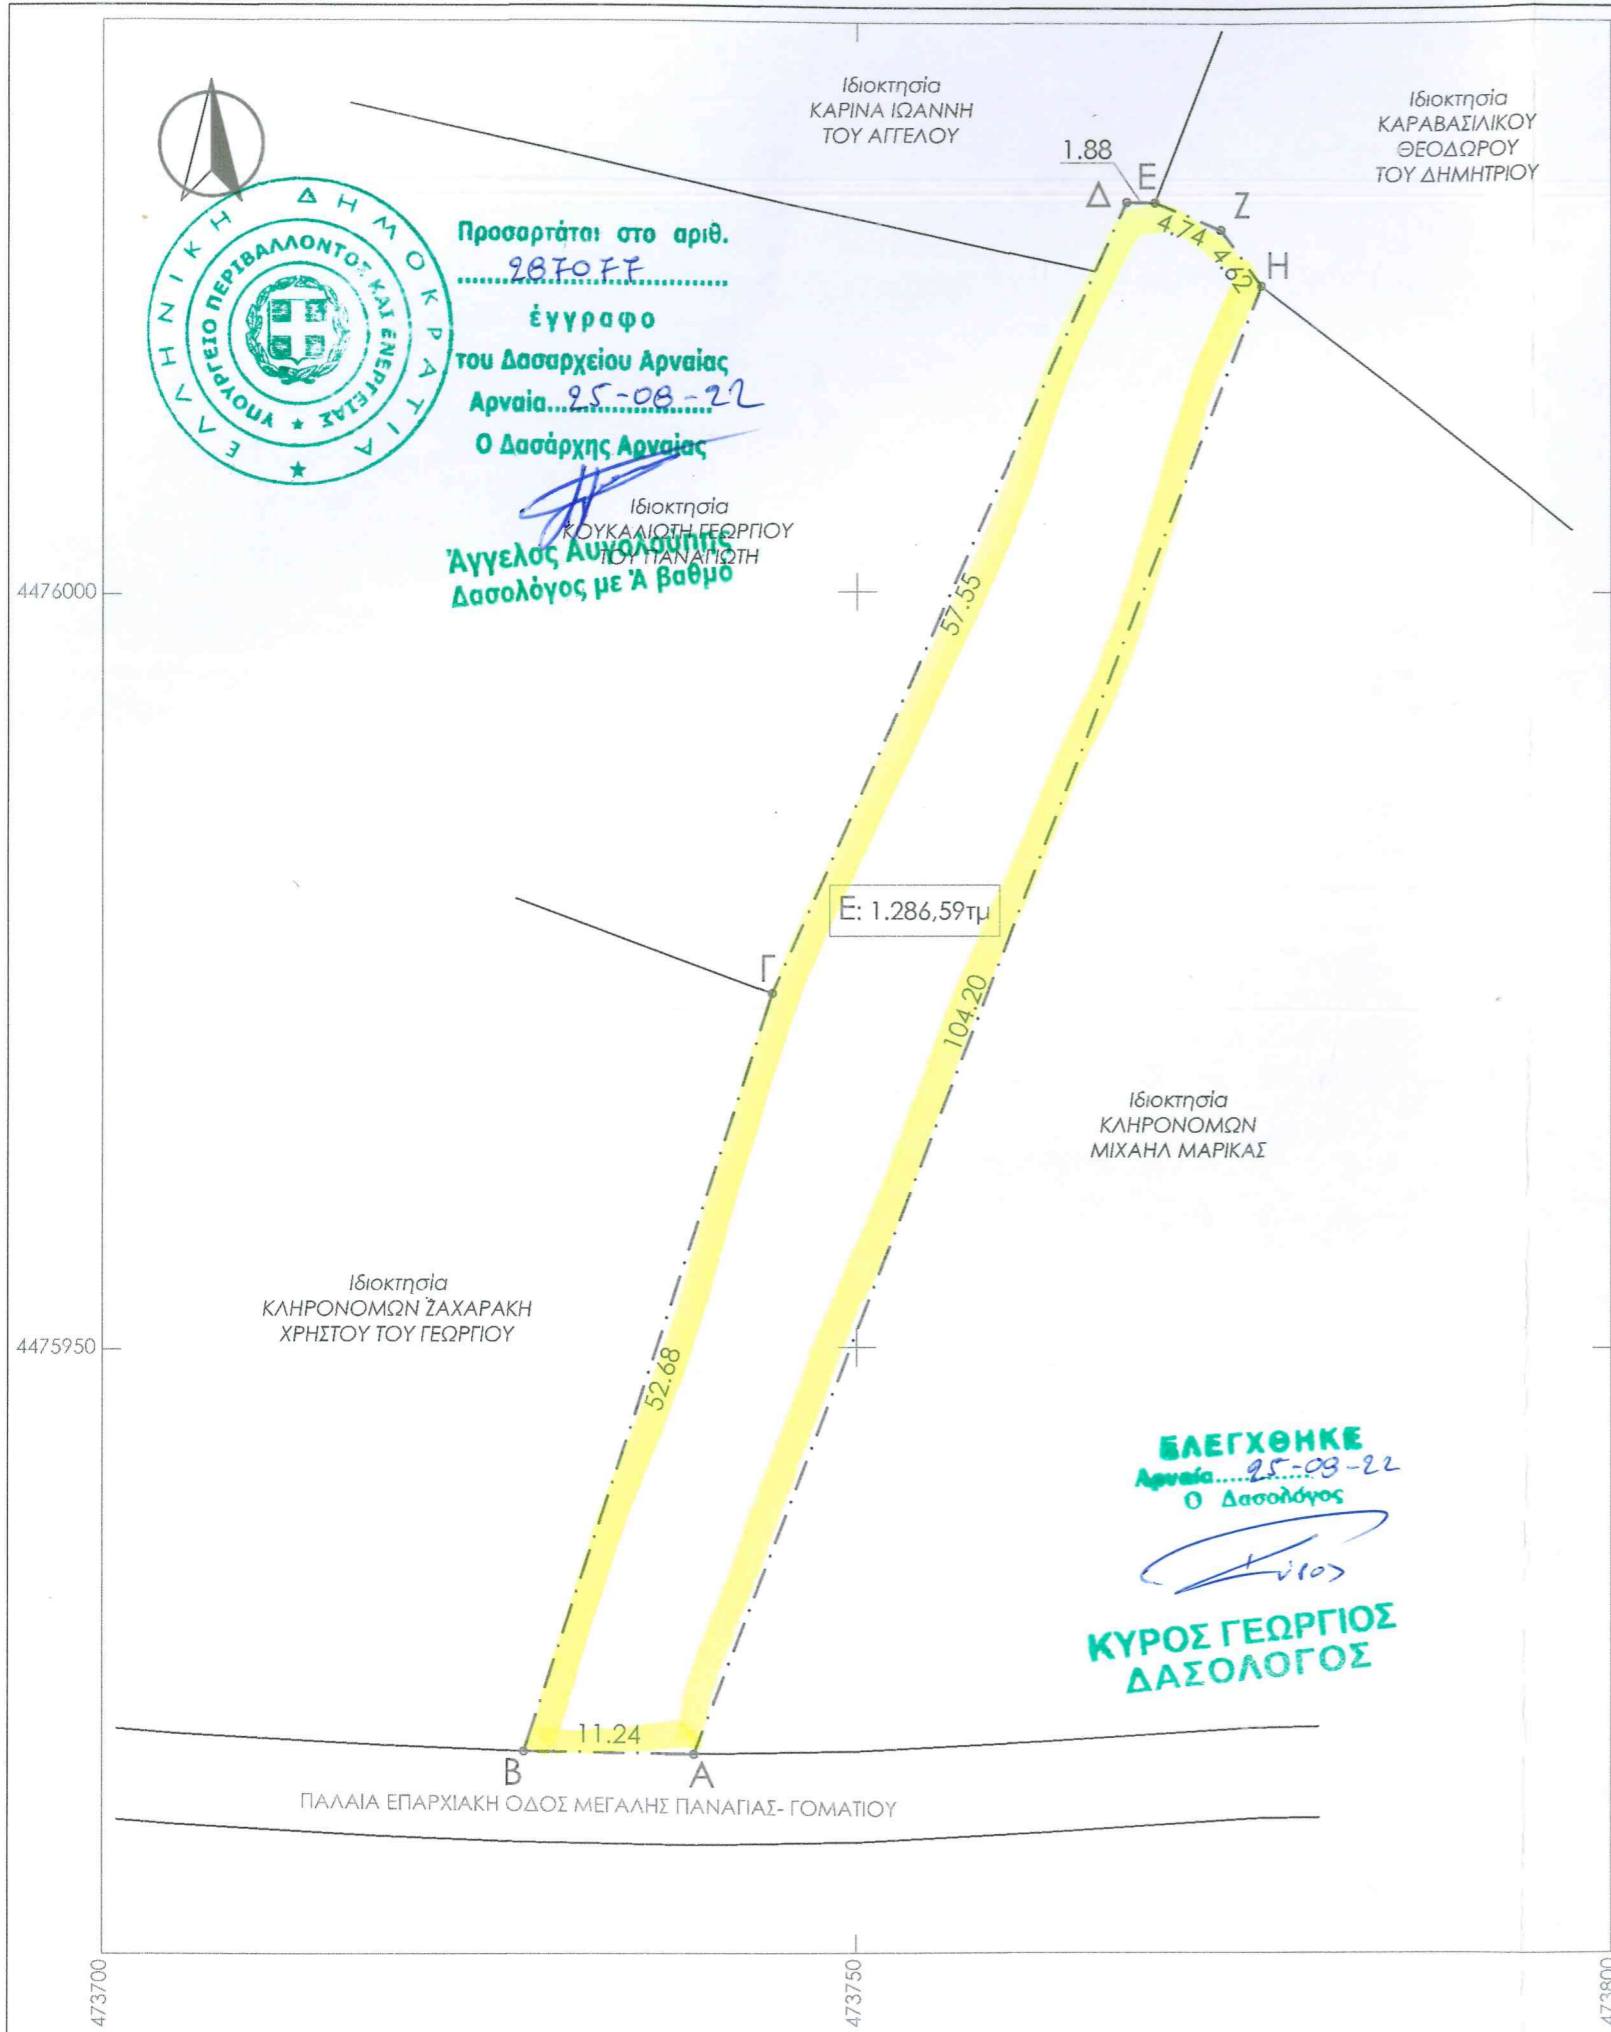 Ιδιοκτησία
ΚΑΡΙΝΑ ΙΩΑΝΝΗ
ΤΟΥ ΑΓΓΕΛΟΥ
Ιδιοκτησία
ΚΑΡΑΒΑΣΙΛΙΚΟΥ
ΘΕΟΔΩΡΟΥ
ΤΟΥ ΔΗΜΗΤΡΙΟΥ
1.88
Δ
Ε
Ζ
Η
4.74
4.62
ΕΛΛΗΝΙΚΗ ΔΗΜΟΚΡΑΤΙΑ
ΥΠΟΥΡΓΕΙΟ ΠΕΡΙΒΑΛΛΟΝΤΟΣ ΚΑΙ ΕΝΕΡΓΕΙΑΣ
Προσαρτάται στο αριθ.
287077
έγγραφο
του Δασαρχείου Αρναίας
Αρναία...25-08-22
Ο Δασάρχης Αρναίας
Ιδιοκτησία
ΚΟΥΚΑΛΙΩΤΗ ΓΕΩΡΓΙΟΥ
ΤΟΥ ΠΑΝΑΓΙΩΤΗ
Άγγελος Αυγολούπης
Δασολόγος με Ά βαθμό
4476000
57.55
Ε: 1.286,59τμ
Γ
104.20
Ιδιοκτησία
ΚΛΗΡΟΝΟΜΩΝ
ΜΙΧΑΗΛ ΜΑΡΙΚΑΣ
Ιδιοκτησία
ΚΛΗΡΟΝΟΜΩΝ ΖΑΧΑΡΑΚΗ
ΧΡΗΣΤΟΥ ΤΟΥ ΓΕΩΡΓΙΟΥ
4475950
52.68
ΕΛΕΓΧΘΗΚΕ
Αρναία.....25-08-22
Ο Δασολόγος
Κύρος
ΚΥΡΟΣ ΓΕΩΡΓΙΟΣ
ΔΑΣΟΛΟΓΟΣ
11.24
Β
Α
ΠΑΛΑΙΑ ΕΠΑΡΧΙΑΚΗ ΟΔΟΣ ΜΕΓΑΛΗΣ ΠΑΝΑΓΙΑΣ- ΓΟΜΑΤΙΟΥ
473700
473750
473800